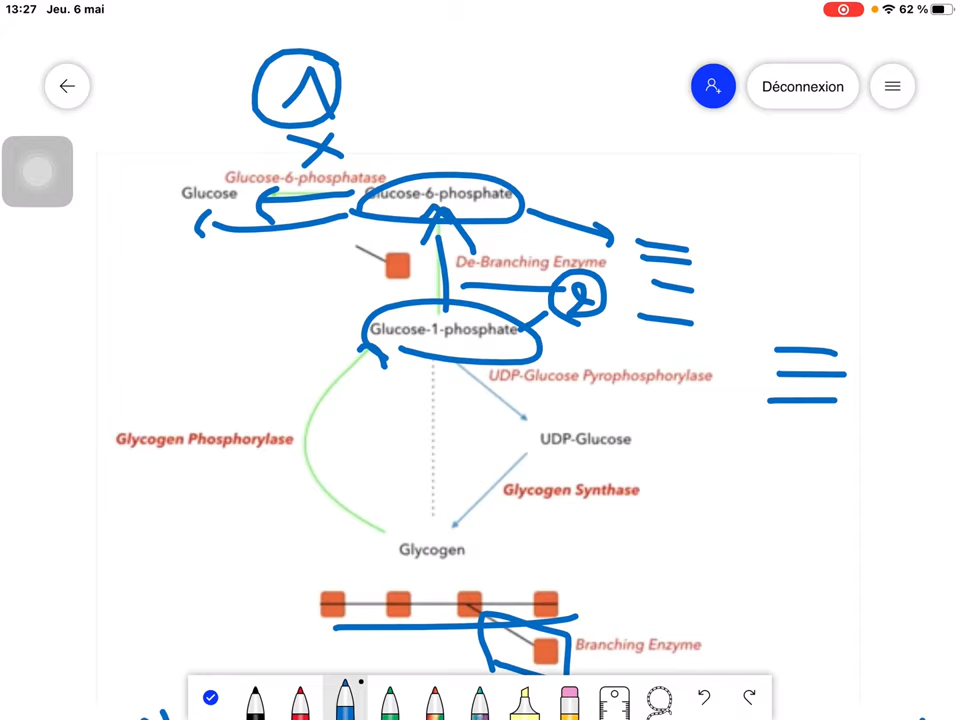 13:27 Jeu. 6 mai
62 %
Déconnexion
Glucose-6-phosphatase
Glucose
Glucose-6-phosphate
De-Branching Enzyme
2
Glucose-1-phosphate
UDP-Glucose Pyrophosphorylase
Glycogen Phosphorylase
UDP-Glucose
Glycogen Synthase
Glycogen
Branching Enzyme